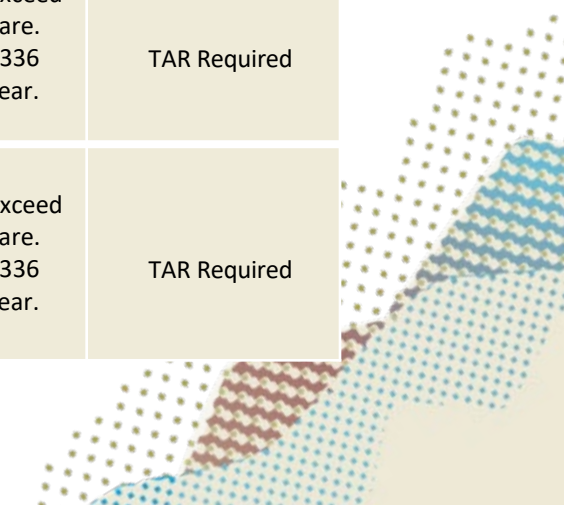 xceed
are.
336
ear.
TAR Required
xceed
are.
336
ear.
TAR Required